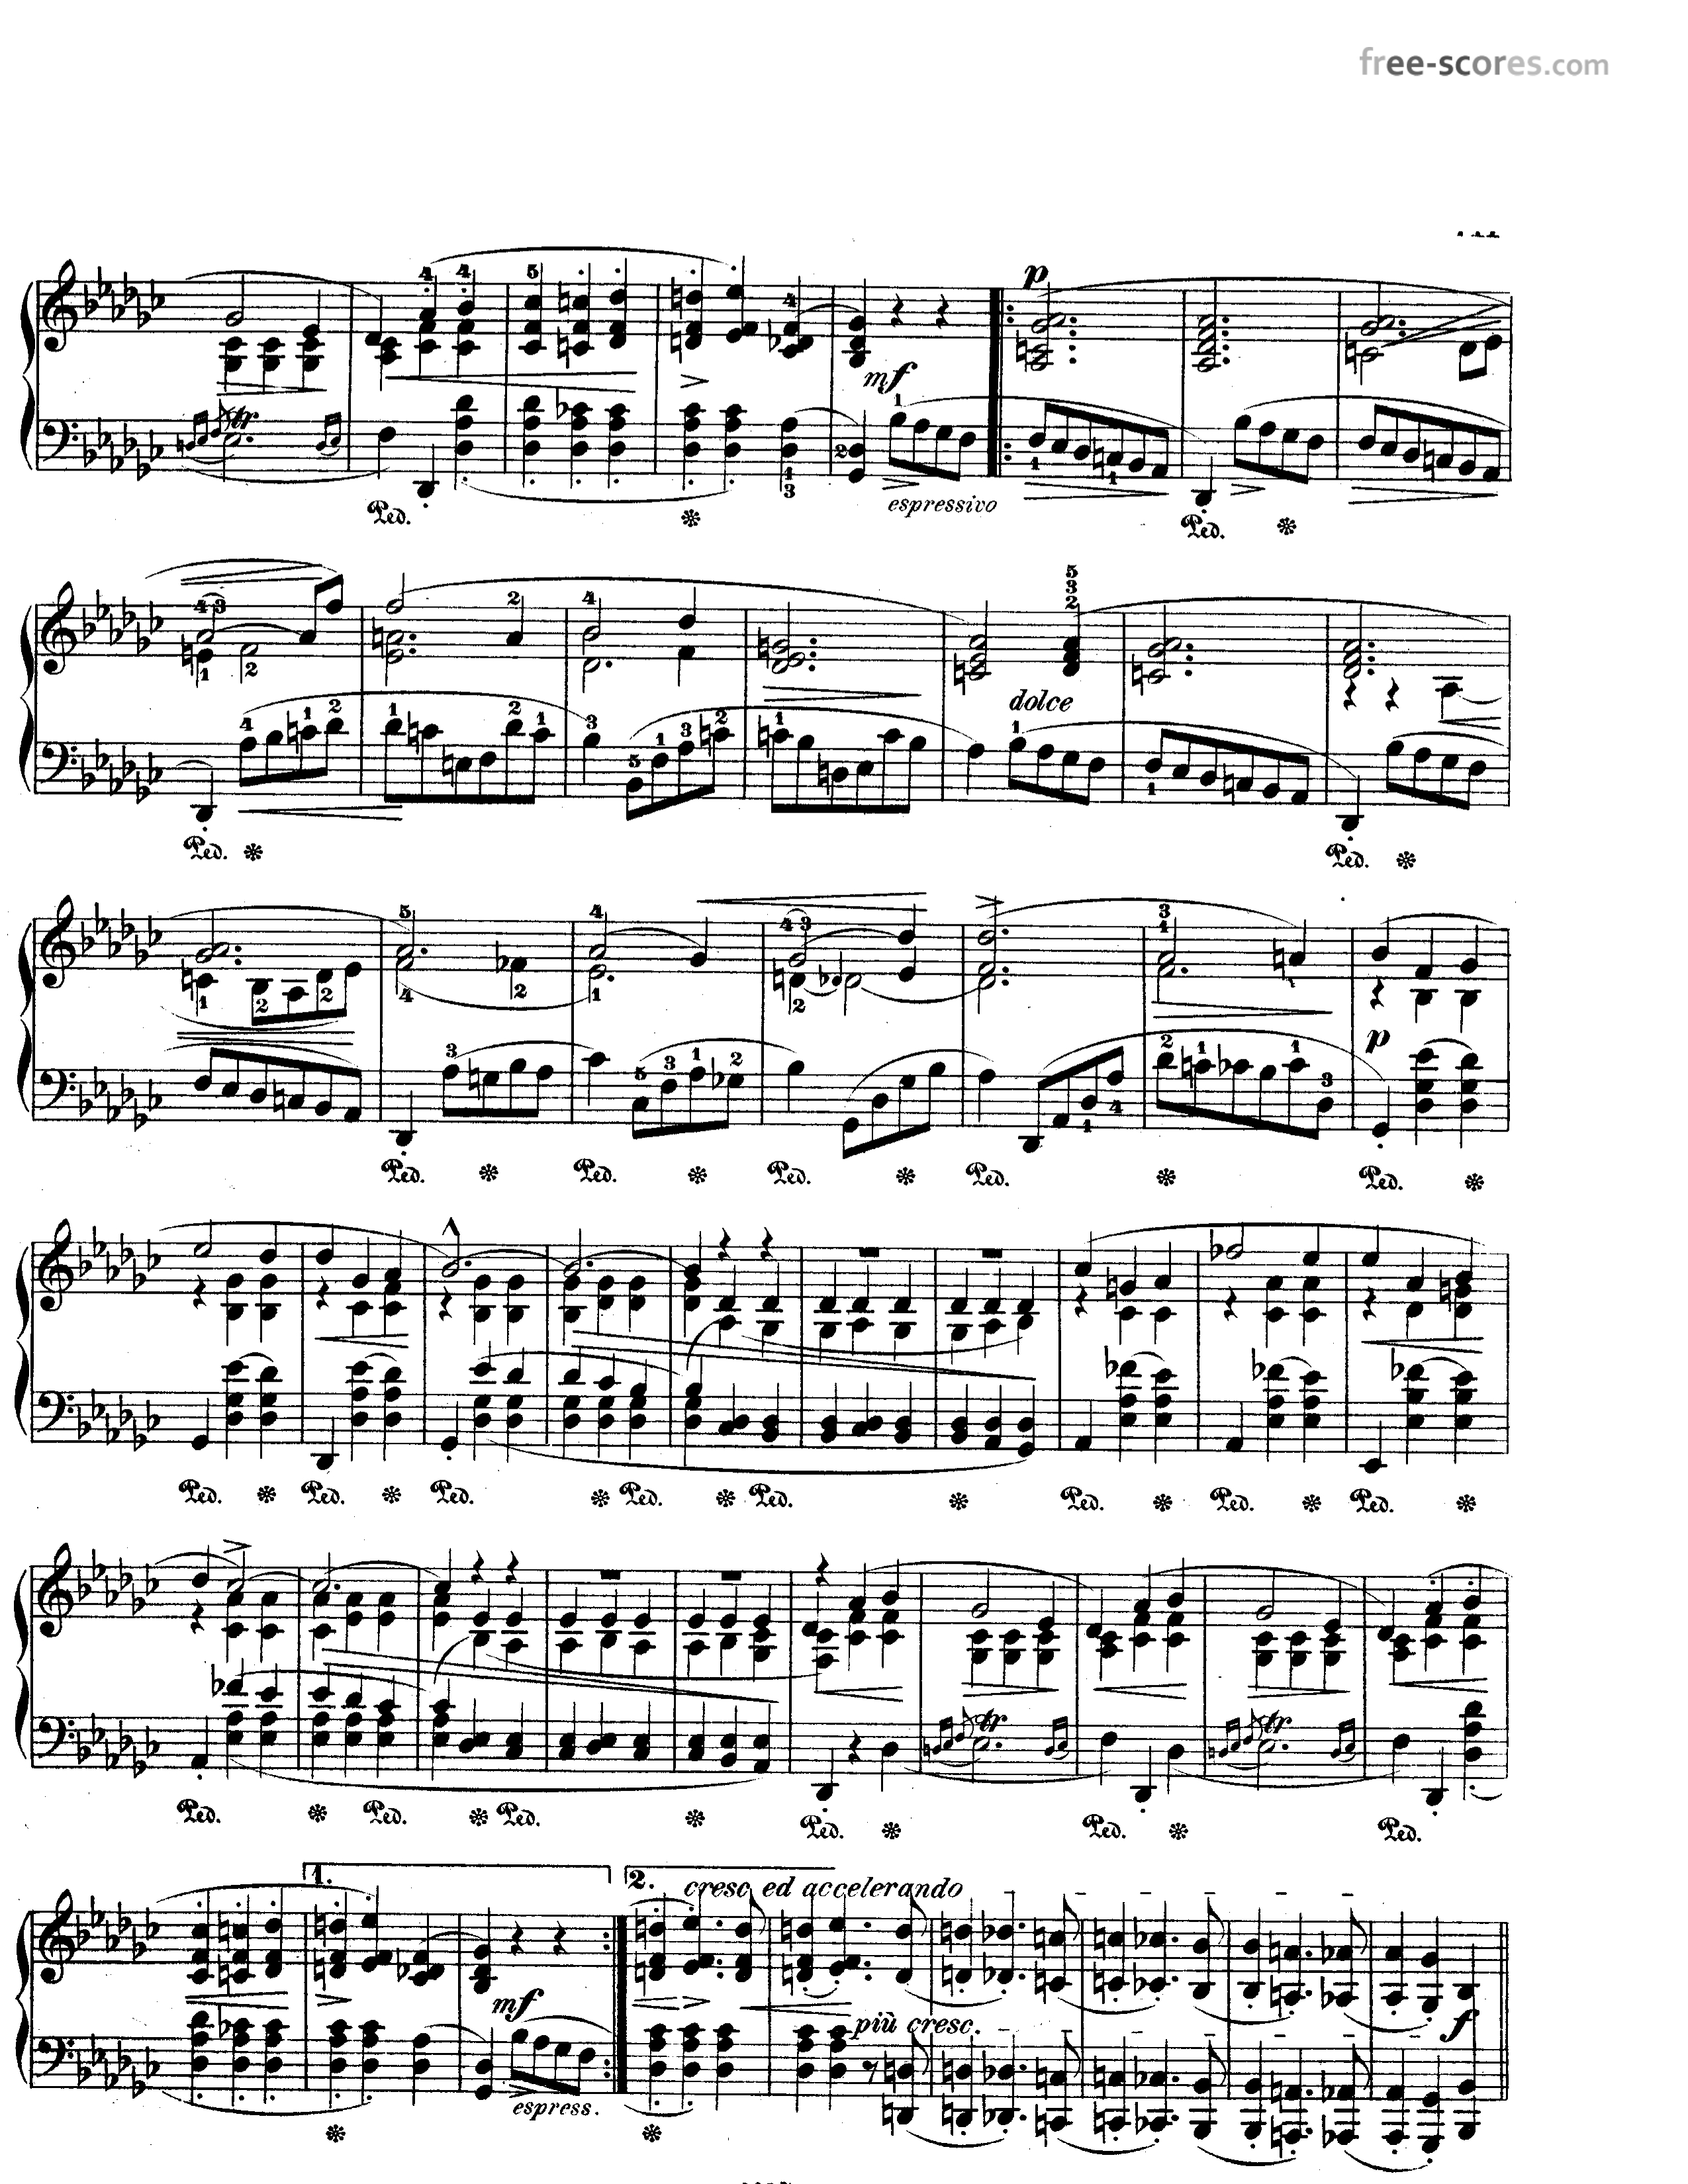 free-scores.com
p
mf
espressivo
Ped. Ped.
dolce
Ped. Ped.
p
Ped. Ped. Ped. Ped. Ped.
Ped. Ped. Ped. Ped. Ped. Ped. Ped. Ped.
tr tr
Ped. Ped. Ped. Ped. Ped. Ped.
1. 2. cresc. ed accelerando
mf
più cresc. f
espress.